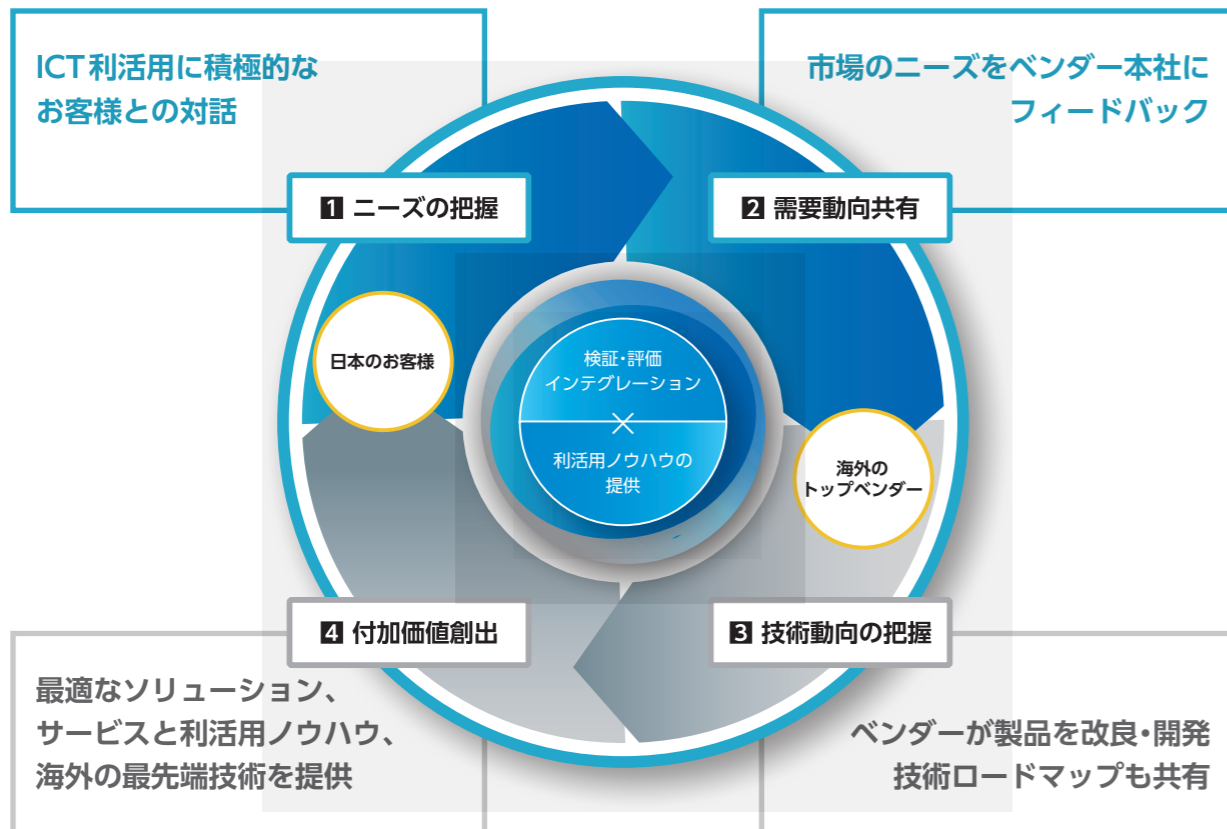 ICT利活用に積極的な
お客様との対話
市場のニーズをベンダー本社に
フィードバック
1 ニーズの把握
2 需要動向共有
日本のお客様
検証・評価
インテグレーション
×
利活用ノウハウの
提供
海外の
トップベンダー
4 付加価値創出
3 技術動向の把握
最適なソリューション、
サービスと利活用ノウハウ、
海外の最先端技術を提供
ベンダーが製品を改良・開発
技術ロードマップも共有